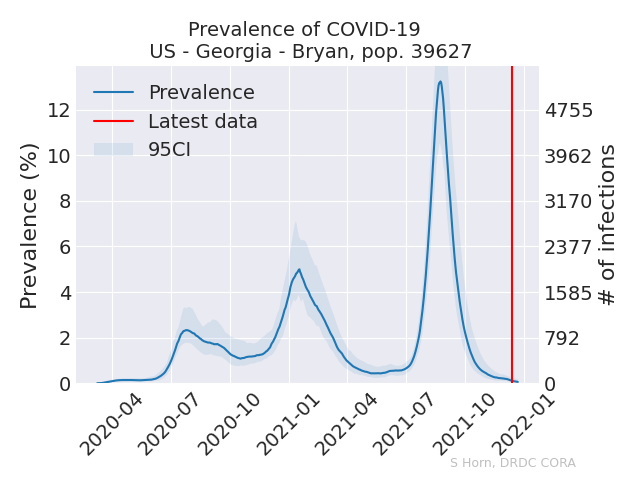 Prevalence of COVID-19
US - Georgia - Bryan, pop. 39627
Prevalence
Latest data
95CI
Prevalence (%)
12
10
8
6
4
2
0
4755
3962
3170
2377
1585
792
0
# of infections
2020-04
2020-07
2020-10
2021-01
2021-04
2021-07
2021-10
2022-01
S Horn, DRDC CORA